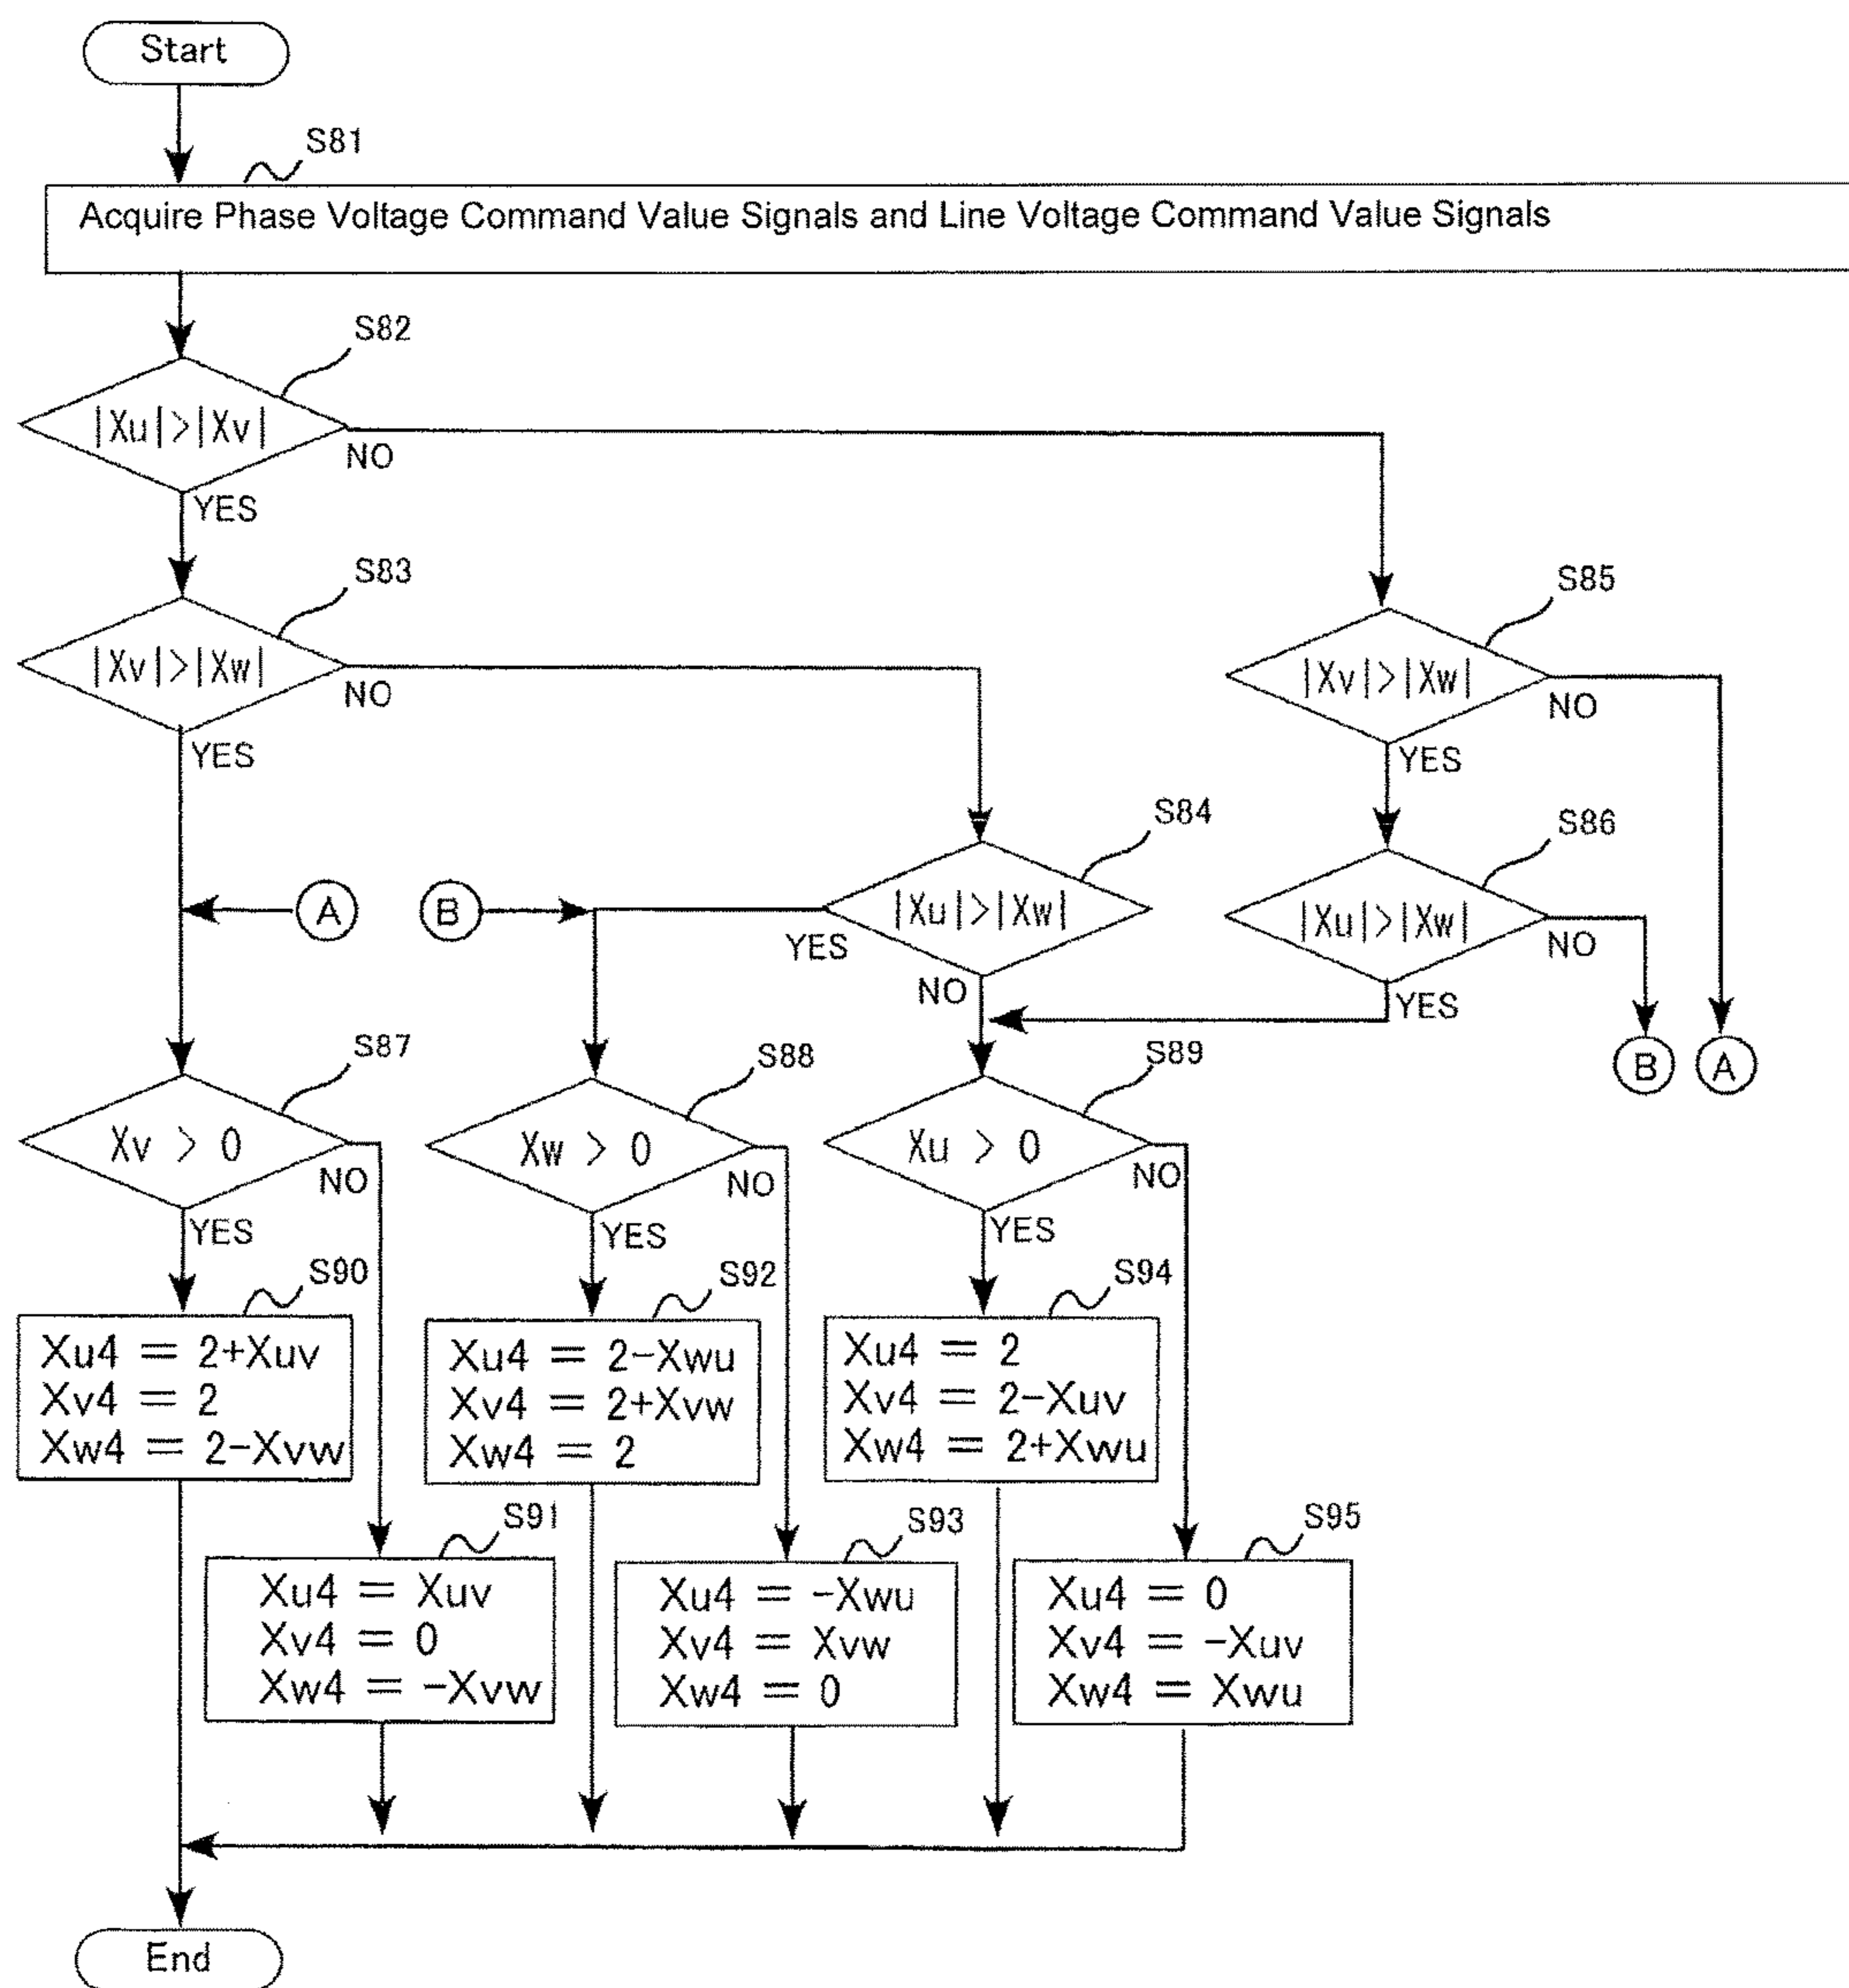 Start
S81
Acquire Phase Voltage Command Value Signals and Line Voltage Command Value Signals
S82
|Xu|>|Xv|
NO
YES
S83
|Xv|>|Xw|
NO
YES
S85
|Xv|>|Xw|
NO
YES
S84
|Xu|>|Xw|
YES
NO
S86
|Xu|>|Xw|
NO
YES
A
B
B
A
S87
Xv > 0
NO
YES
S88
Xw > 0
NO
YES
S89
Xu > 0
NO
YES
S90
Xu4 = 2+Xuv
Xv4 = 2
Xw4 = 2-Xvw
S92
Xu4 = 2-Xwu
Xv4 = 2+Xvw
Xw4 = 2
S94
Xu4 = 2
Xv4 = 2-Xuv
Xw4 = 2+Xwu
S91
Xu4 = Xuv
Xv4 = 0
Xw4 = -Xvw
S93
Xu4 = -Xwu
Xv4 = Xvw
Xw4 = 0
S95
Xu4 = 0
Xv4 = -Xuv
Xw4 = Xwu
End